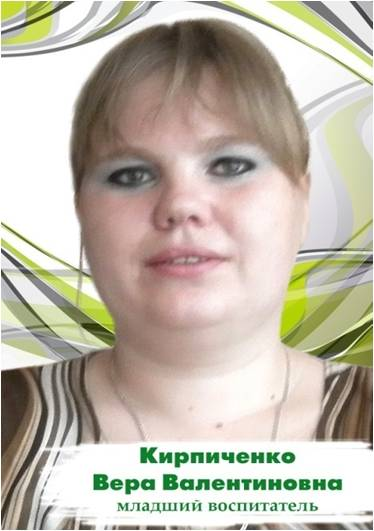 Кирпиченко
Вера Валентиновна
младший воспитатель